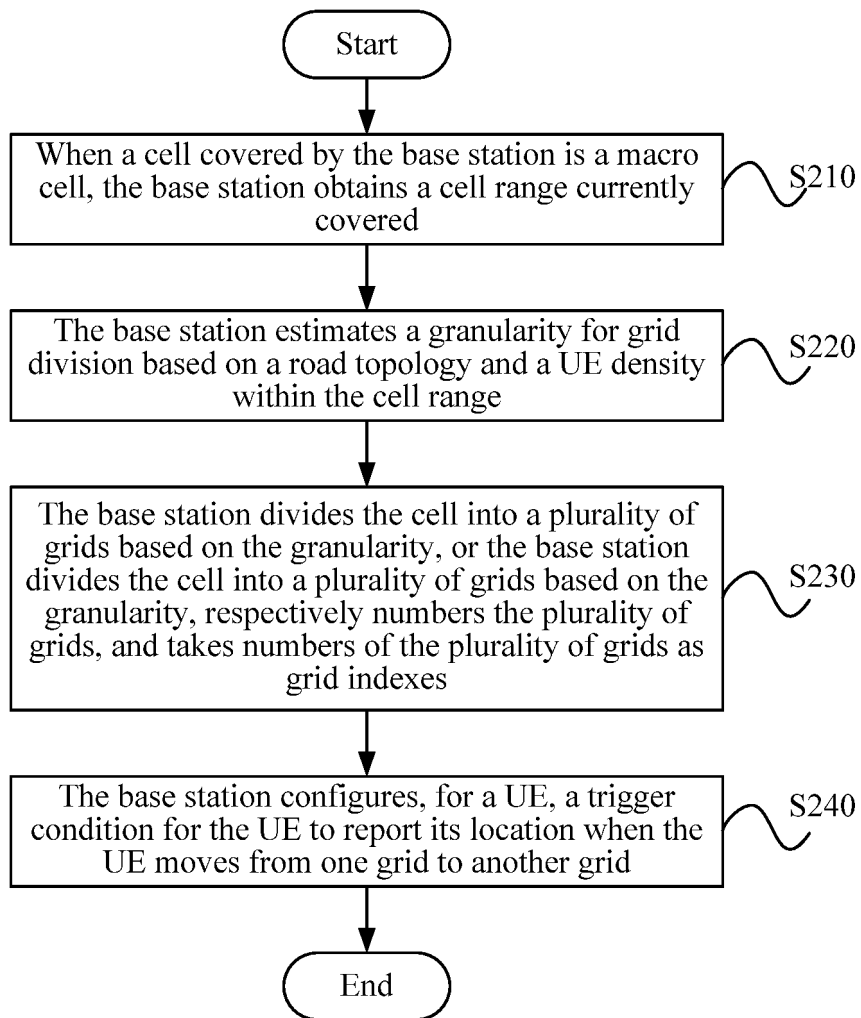 Start
When a cell covered by the base station is a macro
cell, the base station obtains a cell range currently
covered
S210
The base station estimates a granularity for grid
division based on a road topology and a UE density
within the cell range
S220
The base station divides the cell into a plurality of
grids based on the granularity, or the base station
divides the cell into a plurality of grids based on the
granularity, respectively numbers the plurality of
grids, and takes numbers of the plurality of grids as
grid indexes
S230
The base station configures, for a UE, a trigger
condition for the UE to report its location when the
UE moves from one grid to another grid
S240
End